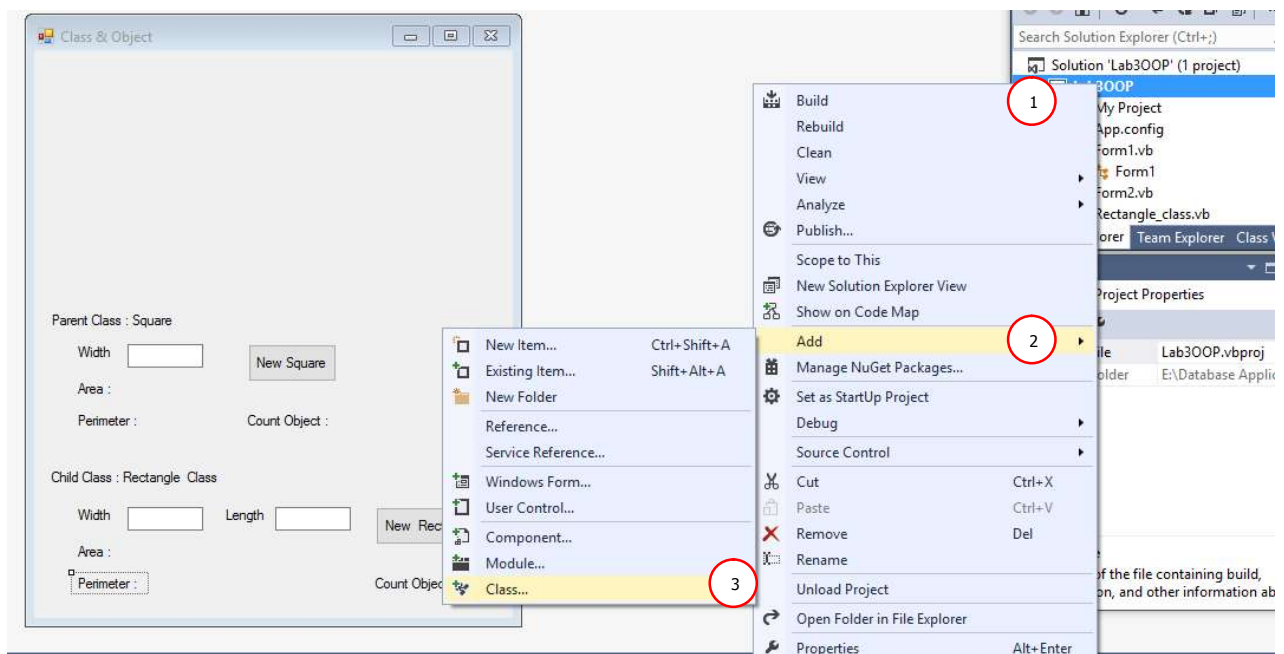 Class & Object
Parent Class : Square
Width
New Square
Area :
Perimeter :
Count Object :
Child Class : Rectangle Class
Width
Length
New Rec
Area :
Perimeter :
Count Objec
New Item... Ctrl+Shift+A
Existing Item... Shift+Alt+A
New Folder
Reference...
Service Reference...
Windows Form...
User Control...
Component...
Module...
Class...
3
Build
1
Rebuild
Clean
View
Analyze
Publish...
Scope to This
New Solution Explorer View
Show on Code Map
Add
2
Manage NuGet Packages...
Set as StartUp Project
Debug
Source Control
Cut Ctrl+X
Paste Ctrl+V
Remove Del
Rename
Unload Project
Open Folder in File Explorer
Properties Alt+Enter
Search Solution Explorer (Ctrl+;)
Solution 'Lab3OOP' (1 project)
3OOP
My Project
App.config
Form1.vb
Form1
Form2.vb
Rectangle_class.vb
orer Team Explorer Class V
Project Properties
ile Lab3OOP.vbproj
older E:\Database Applic
of the file containing build,
on, and other information ab